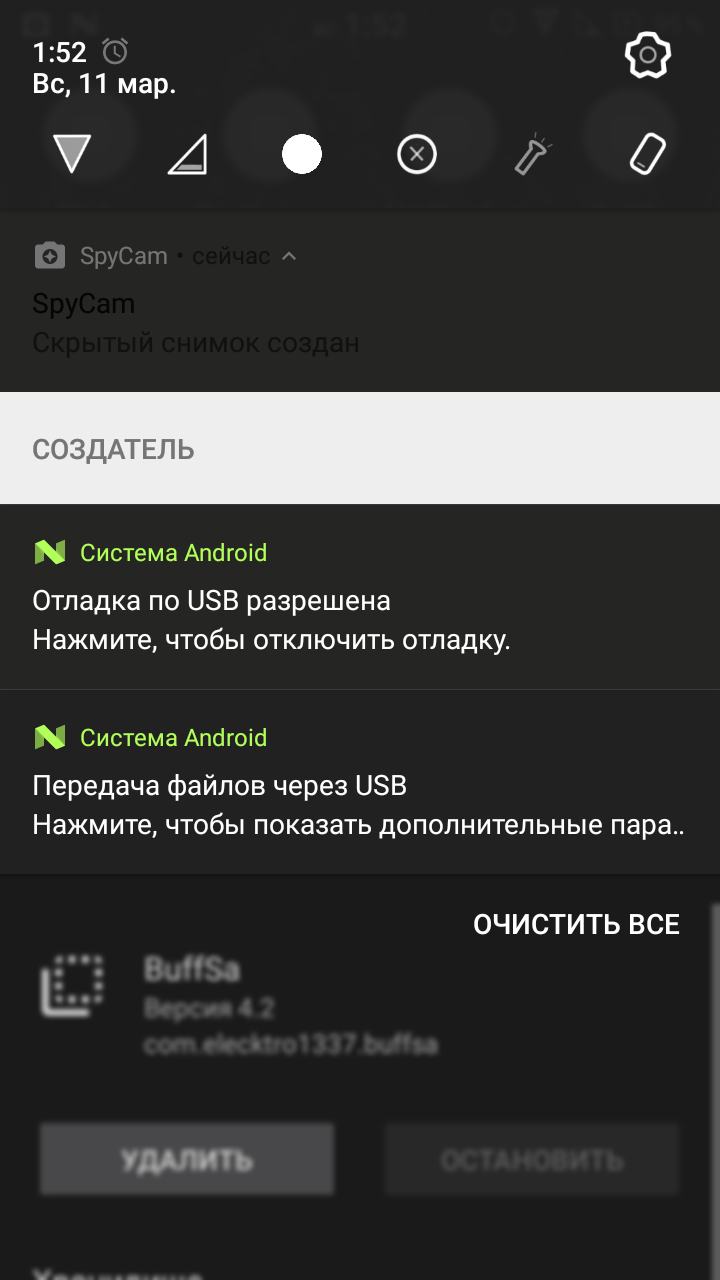 1:52
Вс, 11 мар.
SpyCam • сейчас
SpyCam
Скрытый снимок создан
СОЗДАТЕЛЬ
Система Android
Отладка по USB разрешена
Нажмите, чтобы отключить отладку.
Система Android
Передача файлов через USB
Нажмите, чтобы показать дополнительные пара..
ОЧИСТИТЬ ВСЕ
BuffSa
Версия 4.2
com.elecktro1337.buffsa
УДАЛИТЬ
ОСТАНОВИТЬ